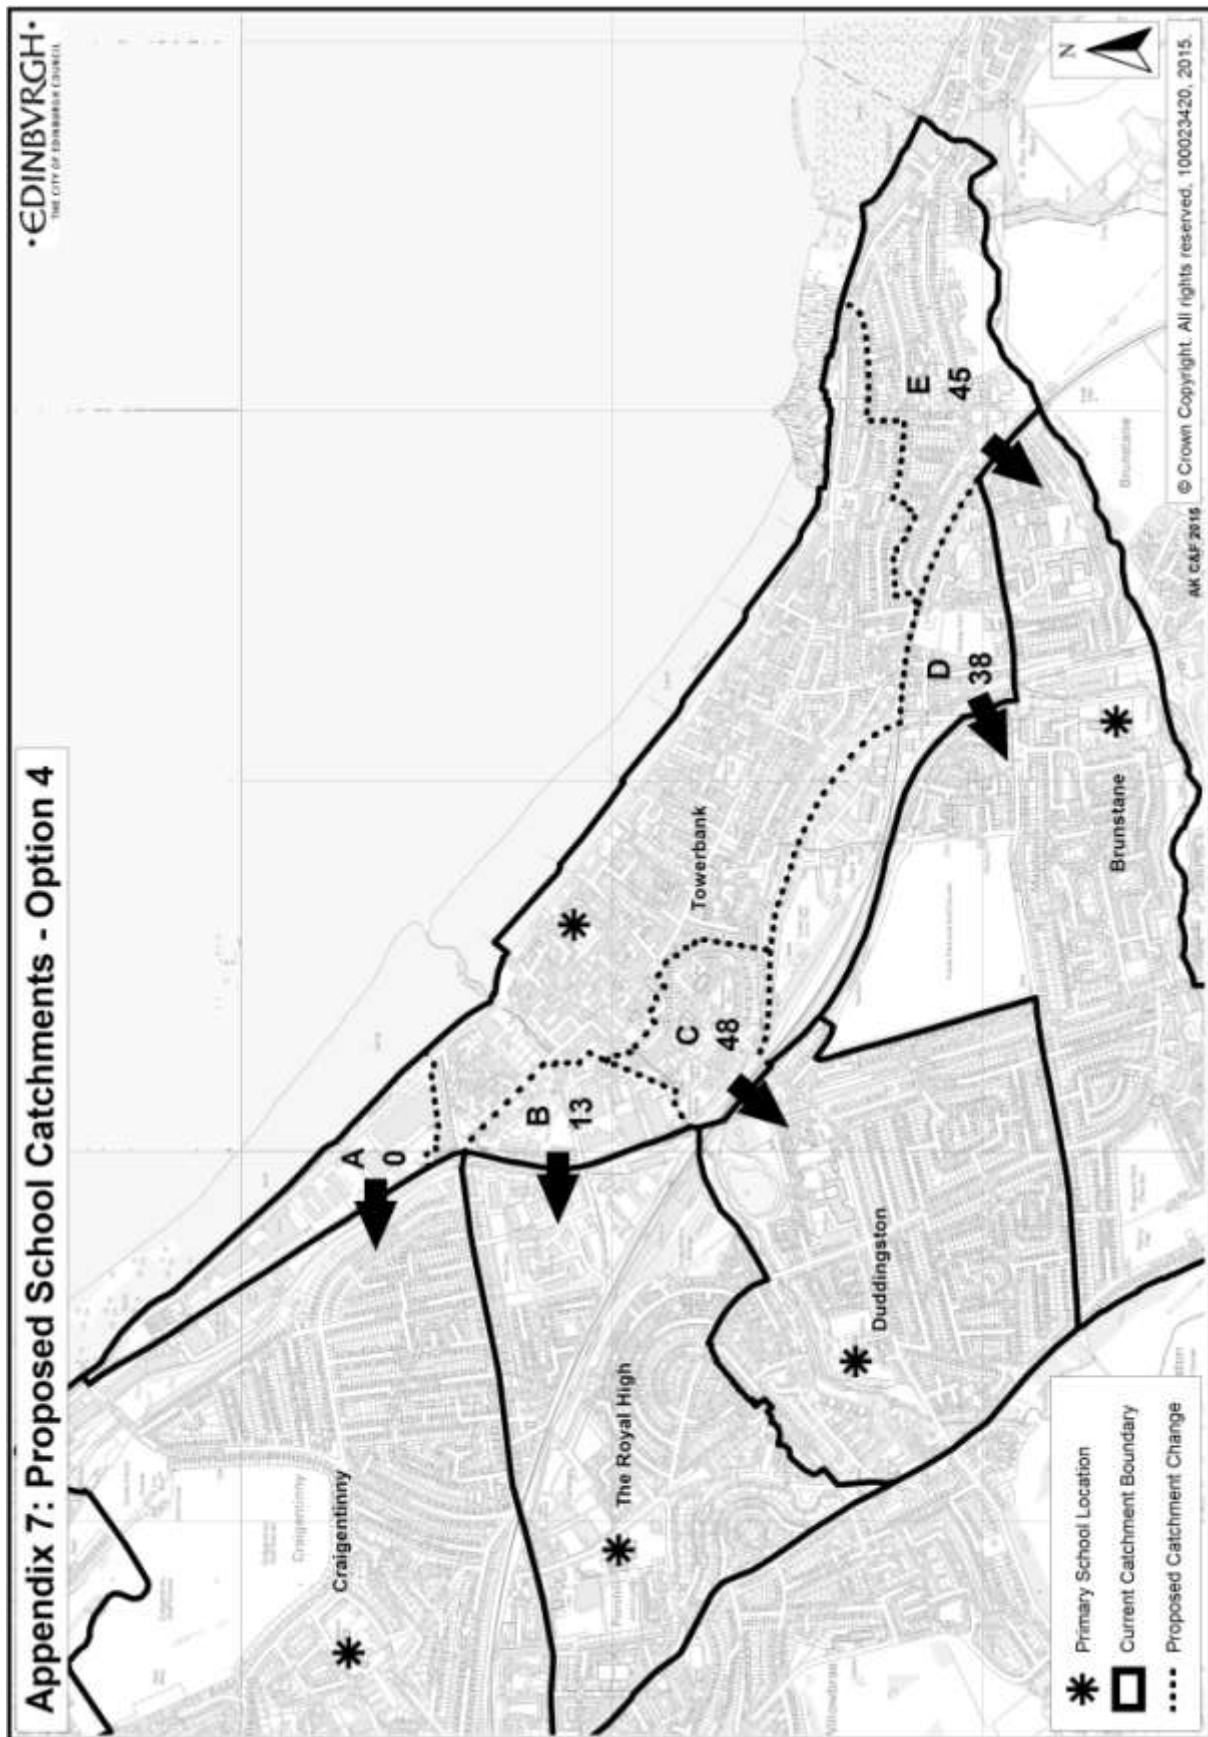 Appendix 7: Proposed School Catchments - Option 4
·EDINBVRGH·
THE CITY OF EDINBURGH COUNCIL
N
A
0
B
13
C
48
D
38
E
45
Craigentinny
Craigentinny
The Royal High
Duddingston
Towerbank
Brunstane
Brunstane
Primary School Location
Current Catchment Boundary
Proposed Catchment Change
AK C&F 2015
© Crown Copyright. All rights reserved. 100023420, 2015.